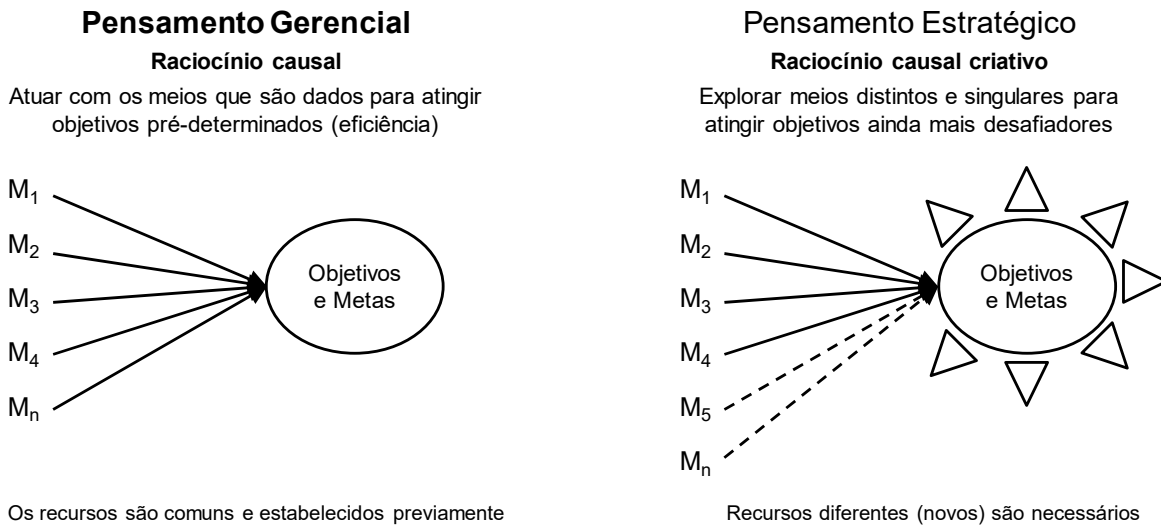 Pensamento Gerencial
Raciocínio causal
Atuar com os meios que são dados para atingir
objetivos pré-determinados (eficiência)
M1
M2
M3
M4
Mn
Objetivos
e Metas
Os recursos são comuns e estabelecidos previamente
Pensamento Estratégico
Raciocínio causal criativo
Explorar meios distintos e singulares para
atingir objetivos ainda mais desafiadores
M1
M2
M3
M4
M5
Mn
Objetivos
e Metas
Recursos diferentes (novos) são necessários